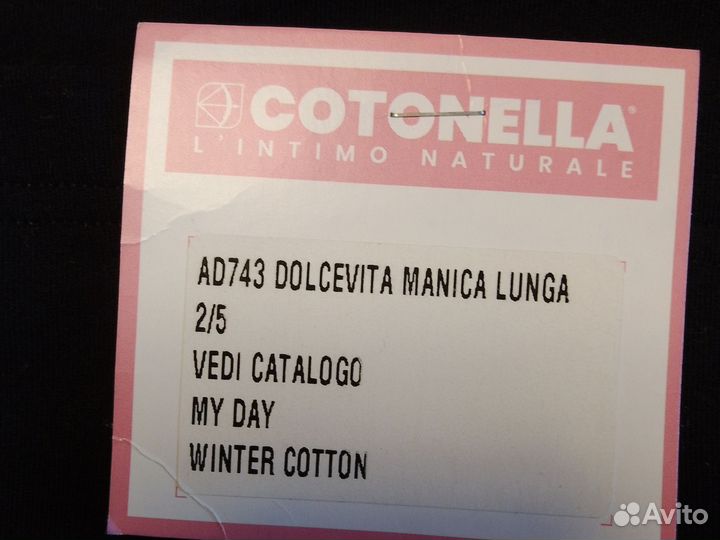 COTONELLA®
L'INTIMO NATURALE
AD743 DOLCEVITA MANICA LUNGA
2/5
VEDI CATALOGO
MY DAY
WINTER COTTON
Avito